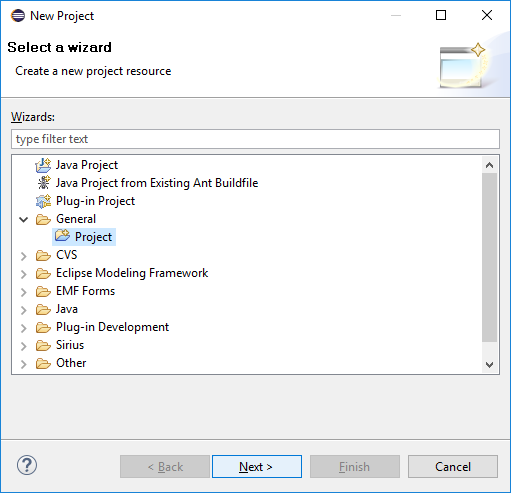 New Project
Select a wizard
Create a new project resource
Wizards:
type filter text
Java Project
Java Project from Existing Ant Buildfile
Plug-in Project
General
Project
CVS
Eclipse Modeling Framework
EMF Forms
Java
Plug-in Development
Sirius
Other
?
< Back
Next >
Finish
Cancel